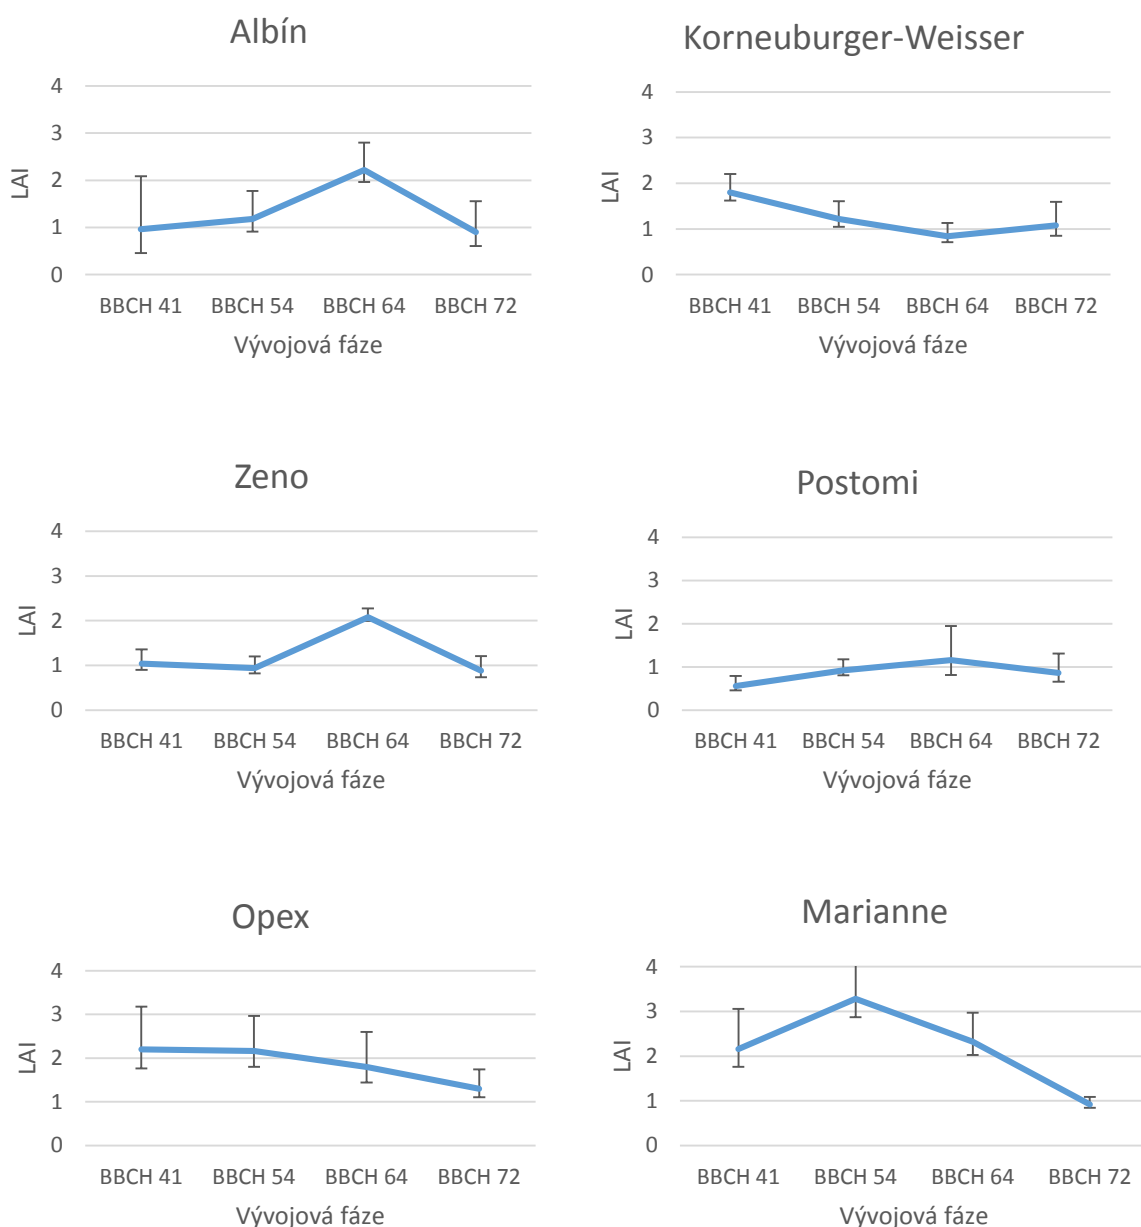 Albín
4
3
2
1
0
LAI
BBCH 41 BBCH 54 BBCH 64 BBCH 72
Vývojová fáze
Korneuburger-Weisser
4
3
2
1
0
LAI
BBCH 41 BBCH 54 BBCH 64 BBCH 72
Vývojová fáze
Zeno
4
3
2
1
0
LAI
BBCH 41 BBCH 54 BBCH 64 BBCH 72
Vývojová fáze
Postomi
4
3
2
1
0
LAI
BBCH 41 BBCH 54 BBCH 64 BBCH 72
Vývojová fáze
Opex
4
3
2
1
0
LAI
BBCH 41 BBCH 54 BBCH 64 BBCH 72
Vývojová fáze
Marianne
4
3
2
1
0
LAI
BBCH 41 BBCH 54 BBCH 64 BBCH 72
Vývojová fáze